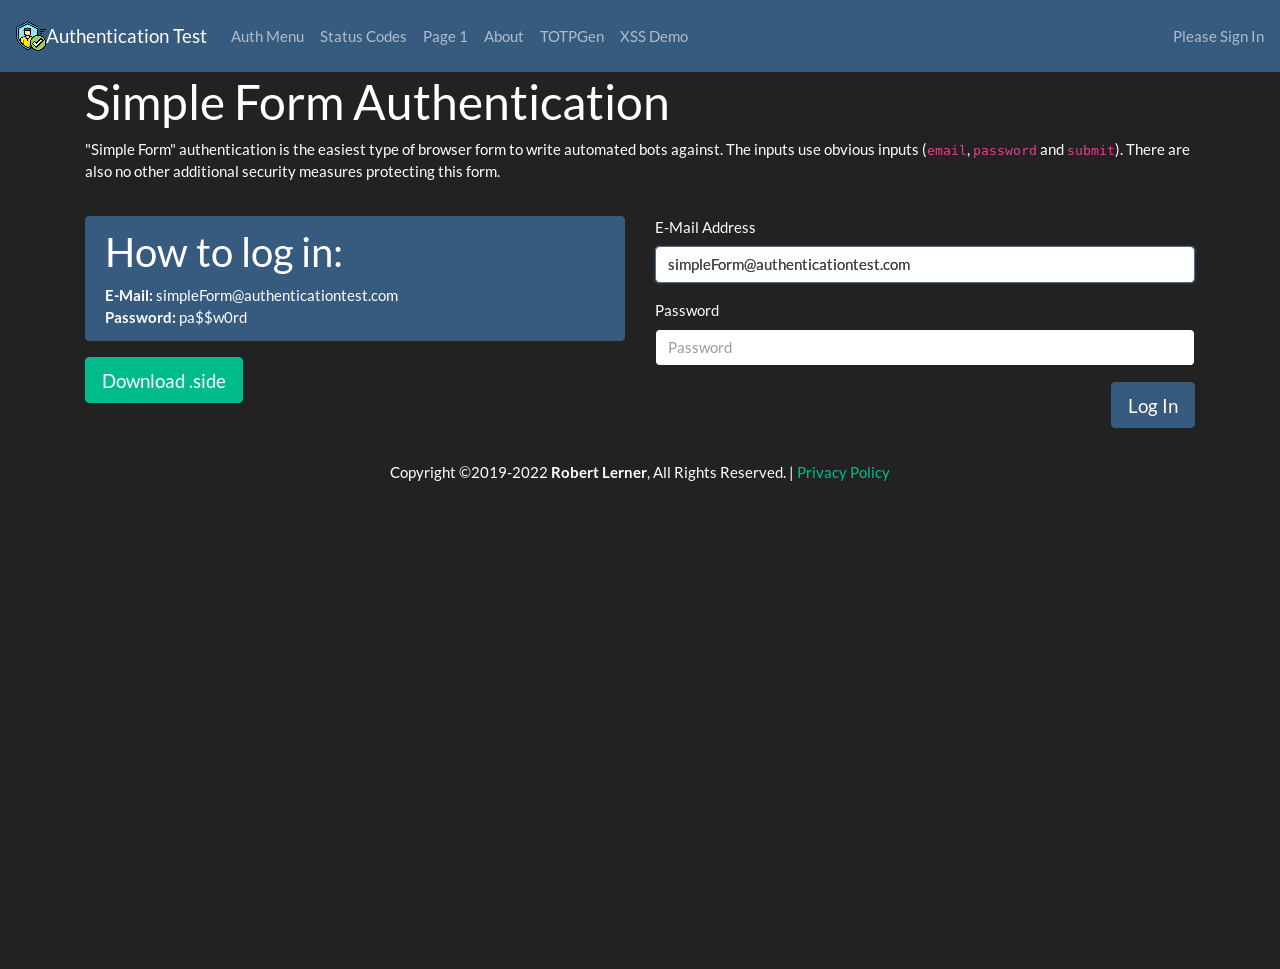 Authentication Test
Auth Menu
Status Codes
Page 1
About
TOTPGen
XSS Demo
Please Sign In
Simple Form Authentication
"Simple Form" authentication is the easiest type of browser form to write automated bots against. The inputs use obvious inputs (email, password and submit). There are
also no other additional security measures protecting this form.
How to log in:
E-Mail: simpleForm@authenticationtest.com
Password: pa$$w0rd
Download .side
E-Mail Address
simpleForm@authenticationtest.com
Password
Password
Log In
Copyright ©2019-2022 Robert Lerner, All Rights Reserved. | Privacy Policy